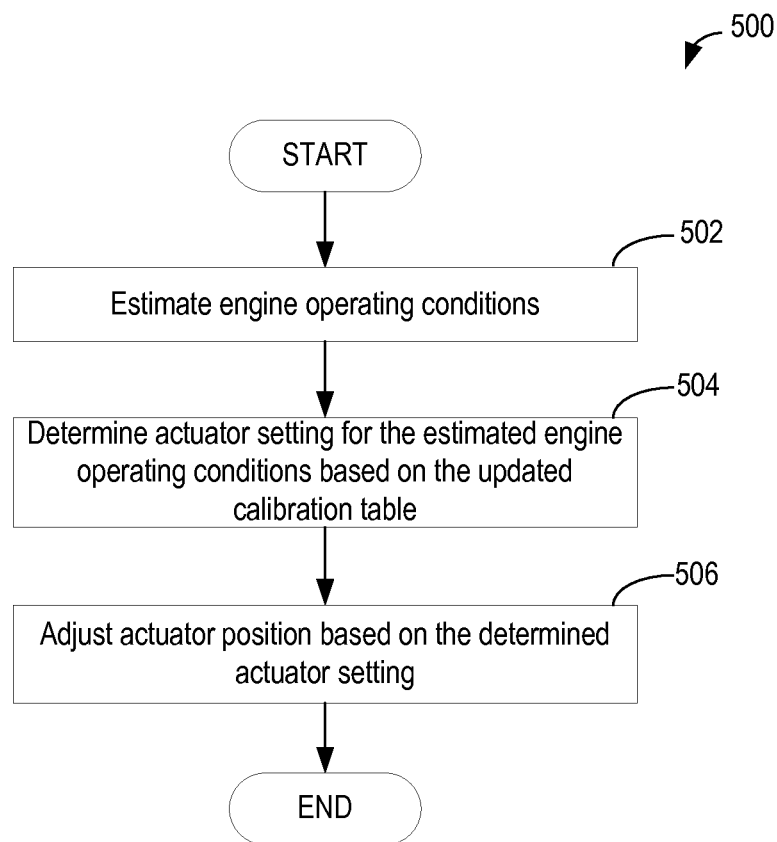 500
START
502
Estimate engine operating conditions
504
Determine actuator setting for the estimated engine
operating conditions based on the updated
calibration table
506
Adjust actuator position based on the determined
actuator setting
END